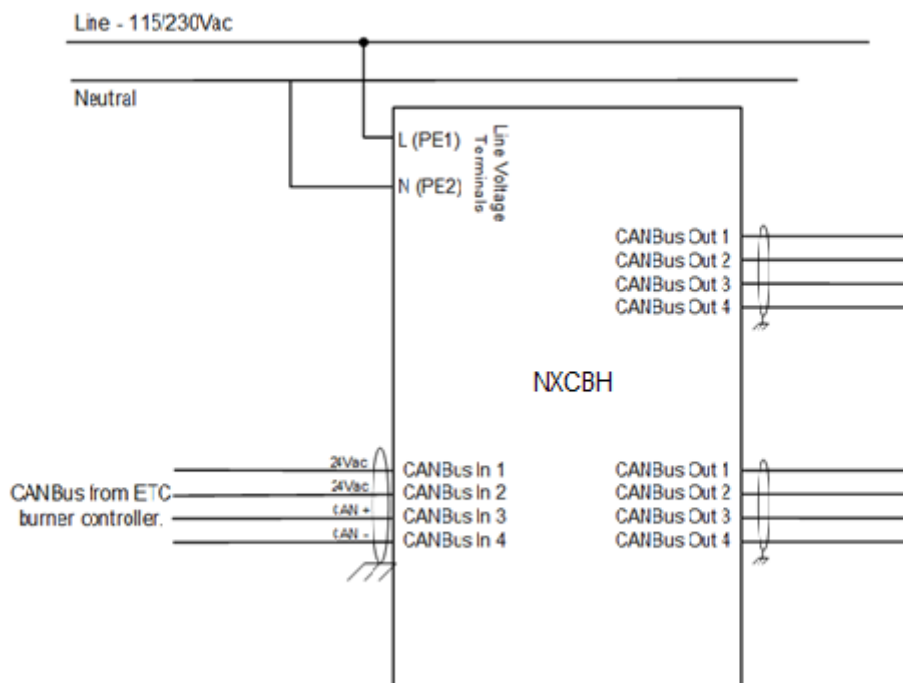 Line - 115/230Vac
Neutral
L (PE1)
N (PE2)
Line Voltage
Terminals
CANBus Out 1
CANBus Out 2
CANBus Out 3
CANBus Out 4
NXCBH
24Vac
24Vac
CAN +
CAN -
CANBus from ETC
burner controller.
CANBus In 1
CANBus In 2
CANBus In 3
CANBus In 4
CANBus Out 1
CANBus Out 2
CANBus Out 3
CANBus Out 4